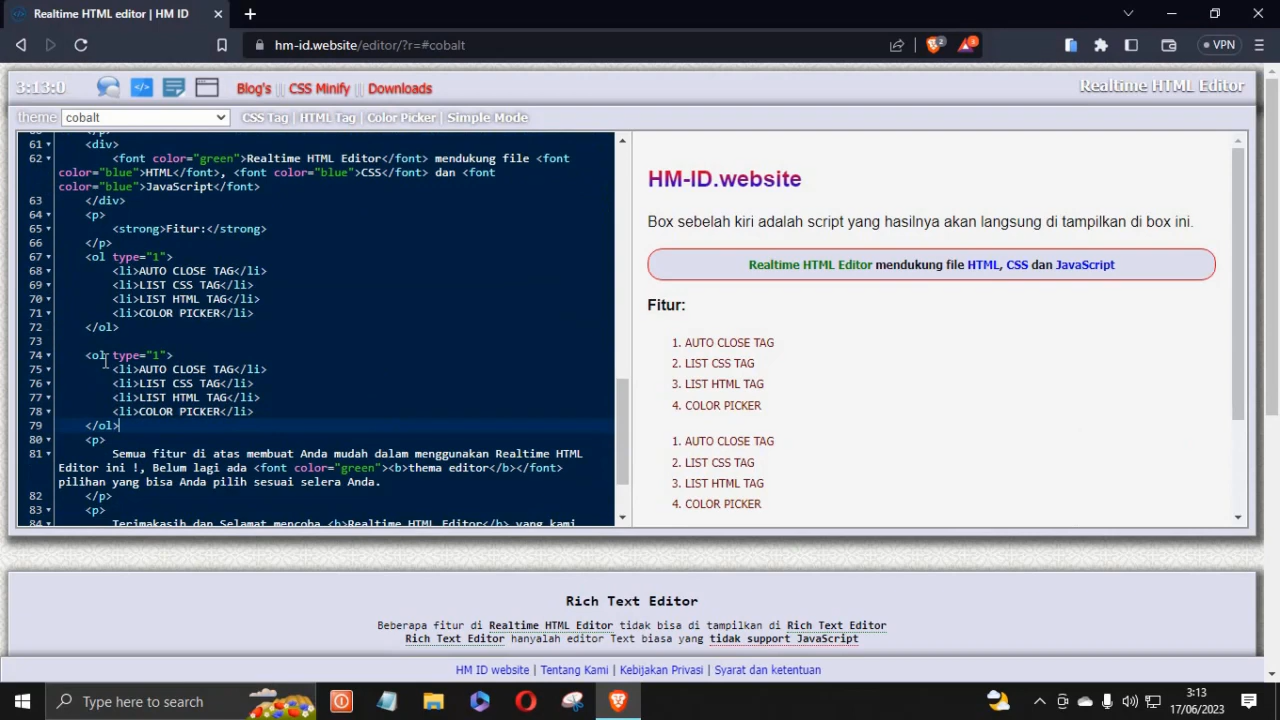 Realtime HTML editor | HM ID
hm-id.website/editor/?r=#cobalt
2
3
VPN
3:13:0
Blog's || CSS Minify || Downloads
Realtime HTML Editor
theme cobalt
CSS Tag | HTML Tag | Color Picker | Simple Mode
61 <div>
62 <font color="green">Realtime HTML Editor</font> mendukung file <font
color="blue">HTML</font>, <font color="blue">CSS</font> dan <font
color="blue">JavaScript</font>
63 </div>
64 <p>
65 <strong>Fitur:</strong>
66 </p>
67 <ol type="1">
68 <li>AUTO CLOSE TAG</li>
69 <li>LIST CSS TAG</li>
70 <li>LIST HTML TAG</li>
71 <li>COLOR PICKER</li>
72 </ol>
73
74 <ol type="1">
75 <li>AUTO CLOSE TAG</li>
76 <li>LIST CSS TAG</li>
77 <li>LIST HTML TAG</li>
78 <li>COLOR PICKER</li>
79 </ol>
80 <p>
81 Semua fitur di atas membuat Anda mudah dalam menggunakan Realtime HTML
Editor ini !, Belum lagi ada <font color="green"><b>thema editor</b></font>
pilihan yang bisa Anda pilih sesuai selera Anda.
82 </p>
83 <p>
84 Terimakasih dan Selamat mencoba <b>Realtime HTML Editor</b> yang kami
HM-ID.website
Box sebelah kiri adalah script yang hasilnya akan langsung di tampilkan di box ini.
Realtime HTML Editor mendukung file HTML, CSS dan JavaScript
Fitur:
1. AUTO CLOSE TAG
2. LIST CSS TAG
3. LIST HTML TAG
4. COLOR PICKER
1. AUTO CLOSE TAG
2. LIST CSS TAG
3. LIST HTML TAG
4. COLOR PICKER
Rich Text Editor
Beberapa fitur di Realtime HTML Editor tidak bisa di tampilkan di Rich Text Editor
Rich Text Editor hanyalah editor Text biasa yang tidak support JavaScript
HM ID website | Tentang Kami | Kebijakan Privasi | Syarat dan ketentuan
Type here to search
3:13
17/06/2023